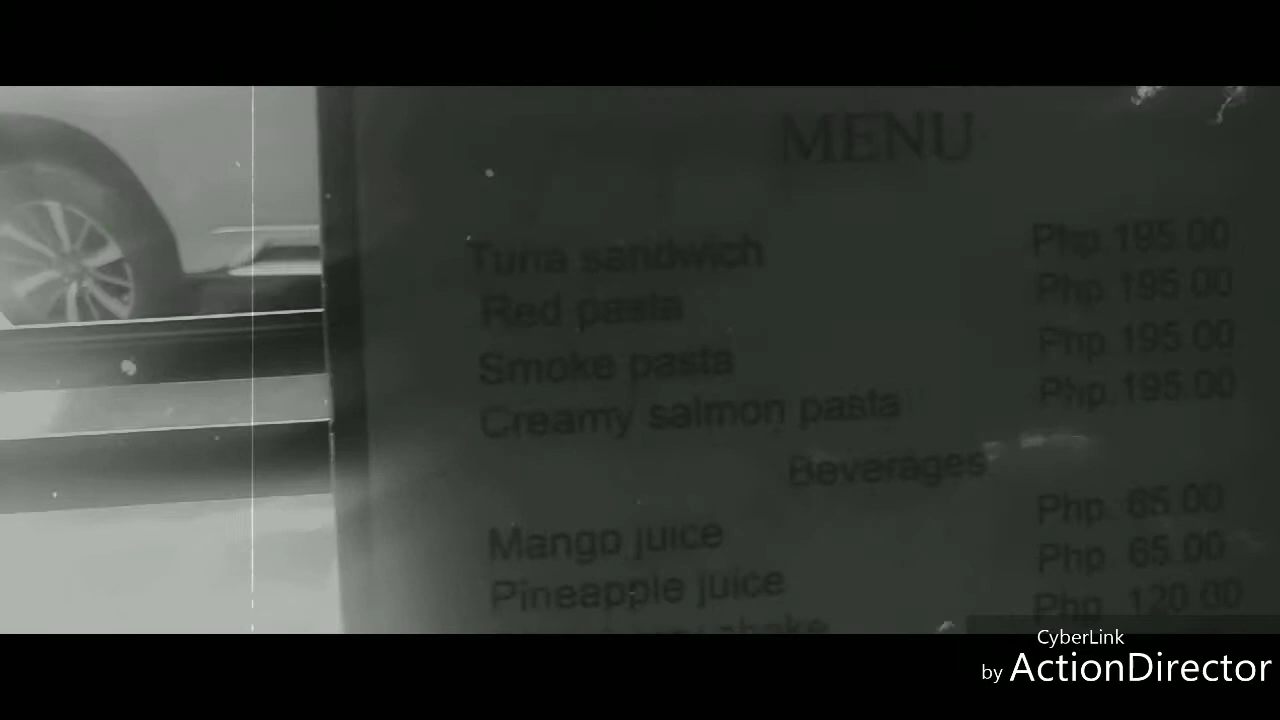 MENU
Tuna sandwich Php.195.00
Red pasta Php.195.00
Smoke pasta Php.195.00
Creamy salmon pasta Php.195.00
Beverages
Mango juice Php. 65.00
Pineapple juice Php. 65.00
shake Php. 120.00
CyberLink
by ActionDirector